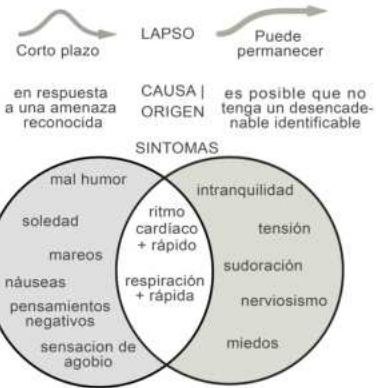 LAPSO
Corto plazo
Puede
permanecer
en respuesta
a una amenaza
reconocida
CAUSA |
ORIGEN
es posible que no
tenga un desencade-
nable identificable
SINTOMAS
mal humor
soledad
mareos
náuseas
pensamientos
negativos
sensacion de
agobio
ritmo
cardíaco
+ rápido
respiración
+ rápida
intranquilidad
tensión
sudoración
nerviosismo
miedos